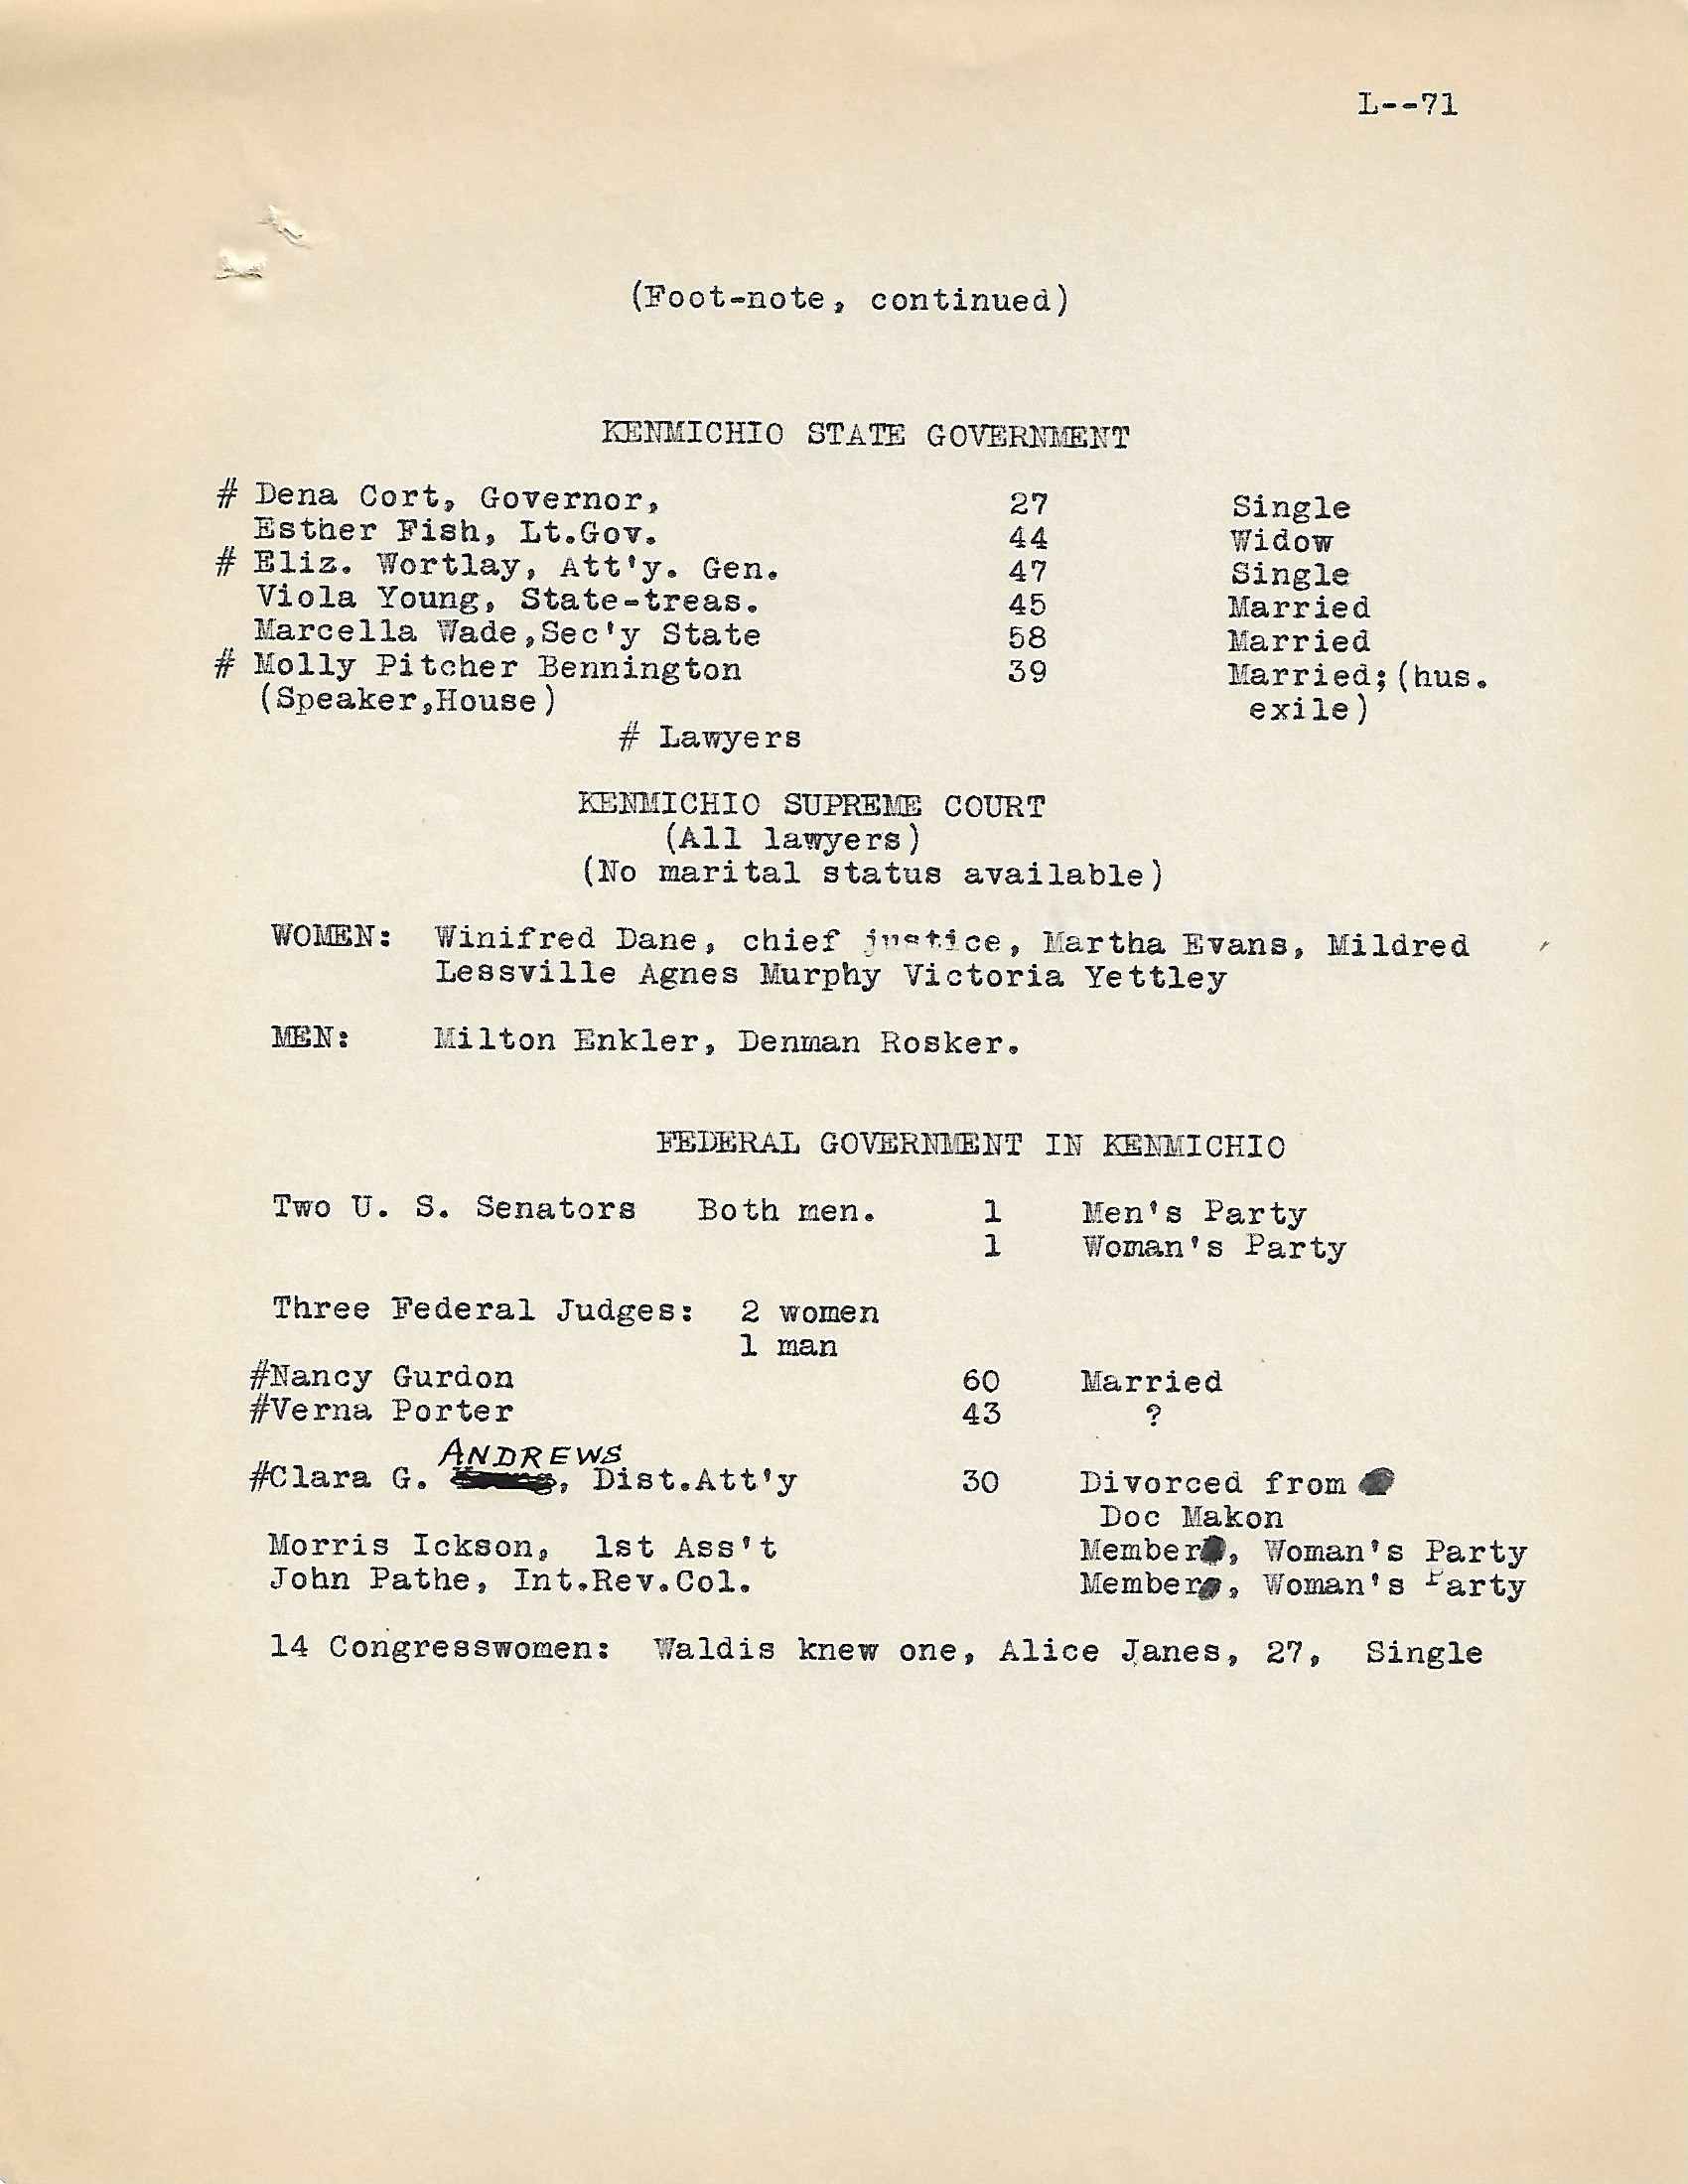 L--71
(Foot-note, continued)
KENMICHIO STATE GOVERNMENT
# Dena Cort, Governor, 27 Single
Esther Fish, Lt.Gov. 44 Widow
# Eliz. Wortlay, Att'y. Gen. 47 Single
Viola Young, State-treas. 45 Married
Marcella Wade,Sec'y State 58 Married
# Molly Pitcher Bennington 39 Married;(hus.
(Speaker,House) exile)
# Lawyers
KENMICHIO SUPREME COURT
(All lawyers)
(No marital status available)
WOMEN: Winifred Dane, chief justice, Martha Evans, Mildred
Lessville Agnes Murphy Victoria Yettley
MEN: Milton Enkler, Denman Rosker.
FEDERAL GOVERNMENT IN KENMICHIO
Two U. S. Senators Both men. 1 Men's Party
1 Woman's Party
Three Federal Judges: 2 women
1 man
#Nancy Gurdon 60 Married
#Verna Porter 43 ?
ANDREWS
#Clara G. , Dist.Att'y 30 Divorced from
Doc Makon
Morris Ickson, 1st Ass't Member, Woman's Party
John Pathe, Int.Rev.Col. Member, Woman's Party
14 Congresswomen: Waldis knew one, Alice Janes, 27, Single